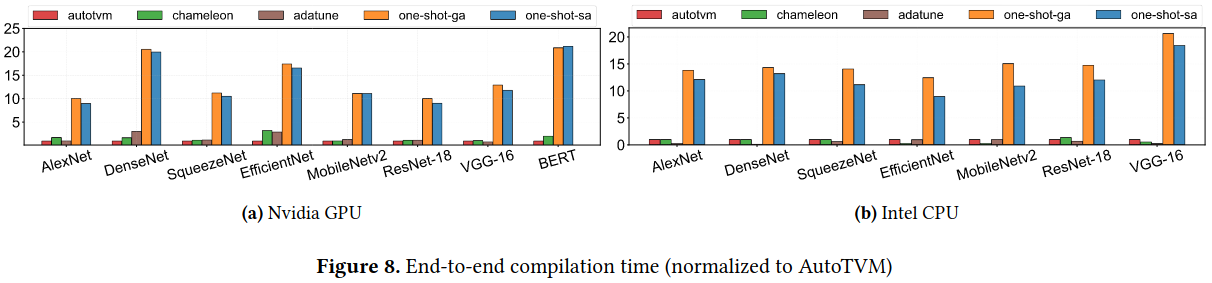 autotvm chameleon adatune one-shot-ga one-shot-sa
25
20
15
10
5
AlexNet DenseNet SqueezeNet EfficientNet MobileNetv2 ResNet-18 VGG-16 BERT
(a) Nvidia GPU
autotvm chameleon adatune one-shot-ga one-shot-sa
20
15
10
5
0
AlexNet DenseNet SqueezeNet EfficientNet MobileNetv2 ResNet-18 VGG-16
(b) Intel CPU
Figure 8. End-to-end compilation time (normalized to AutoTVM)